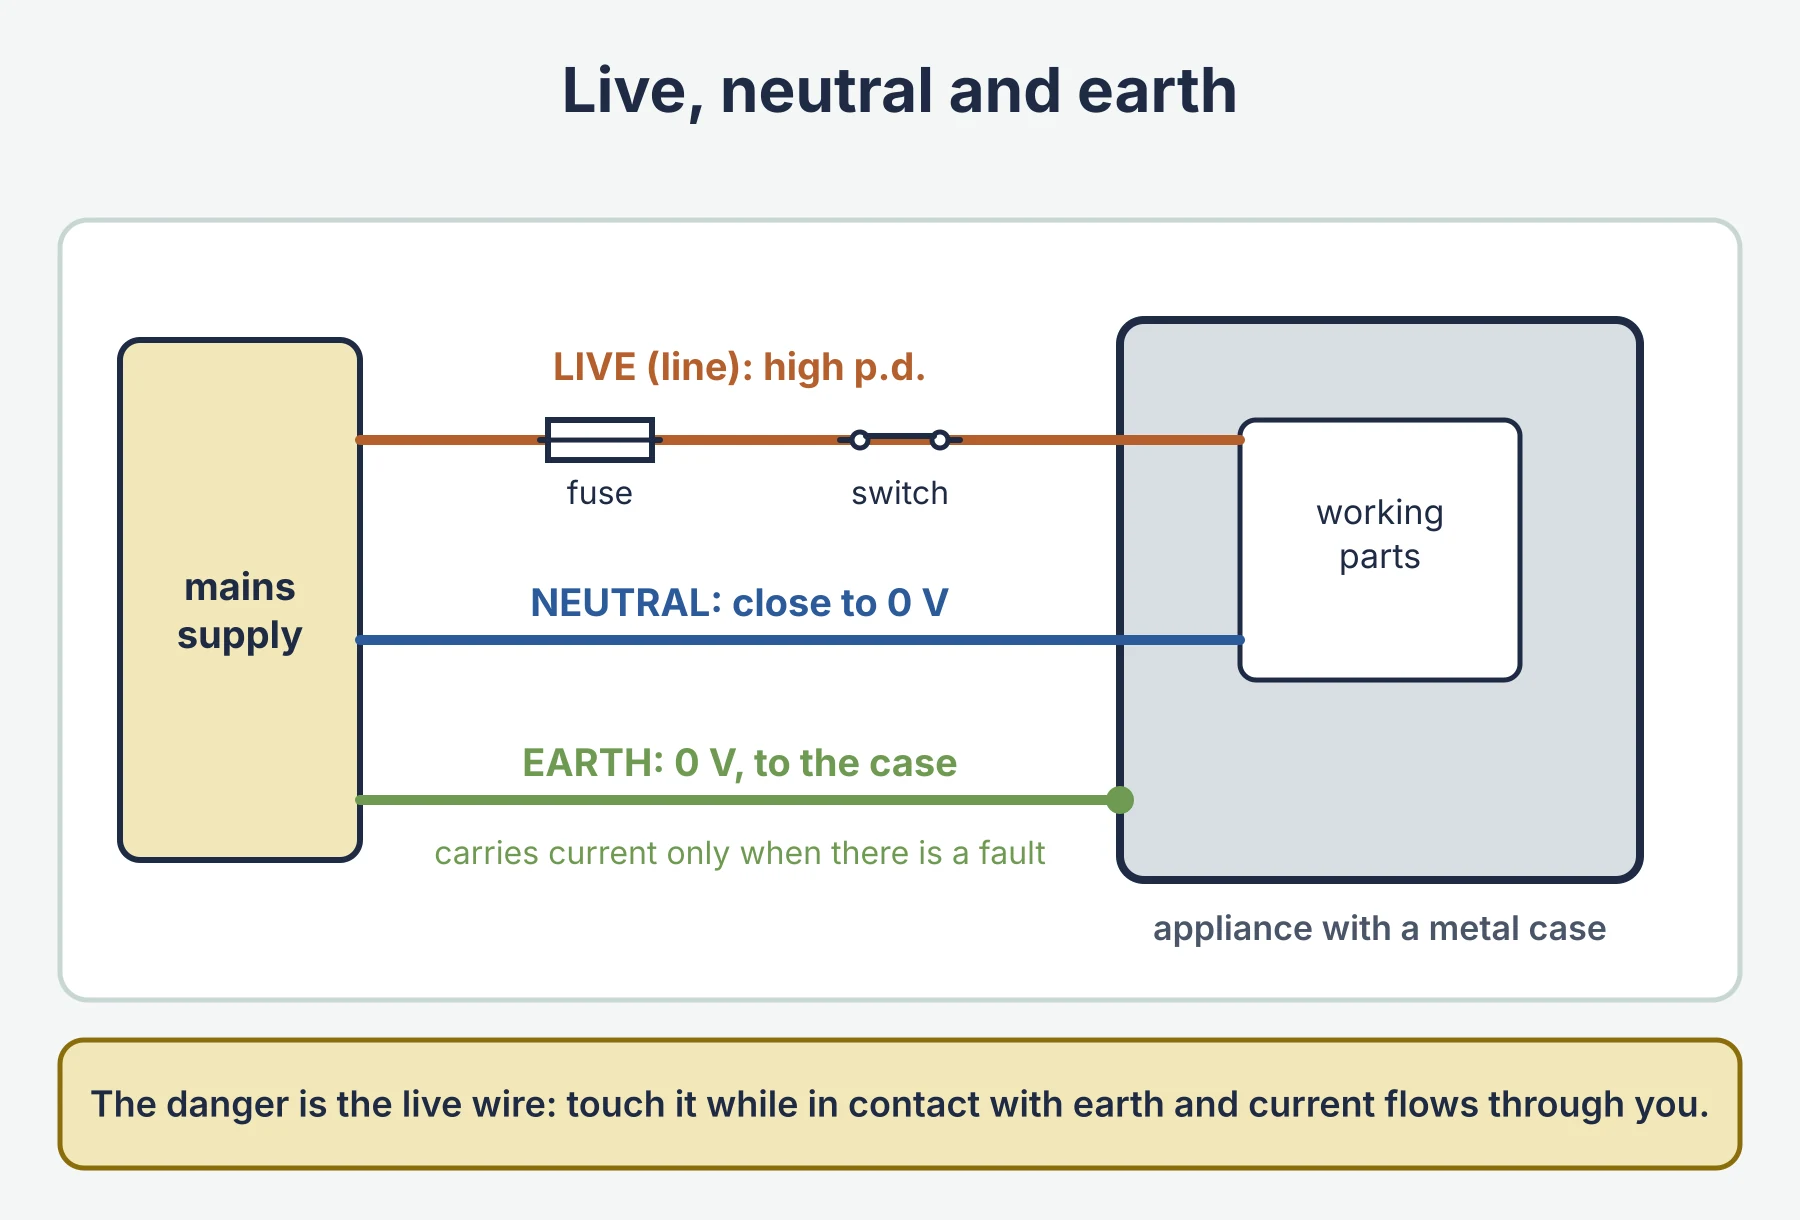 Live, neutral and earth
LIVE (line): high p.d.
fuse
switch
working
parts
mains
supply
NEUTRAL: close to 0 V
EARTH: 0 V, to the case
carries current only when there is a fault
appliance with a metal case
The danger is the live wire: touch it while in contact with earth and current flows through you.